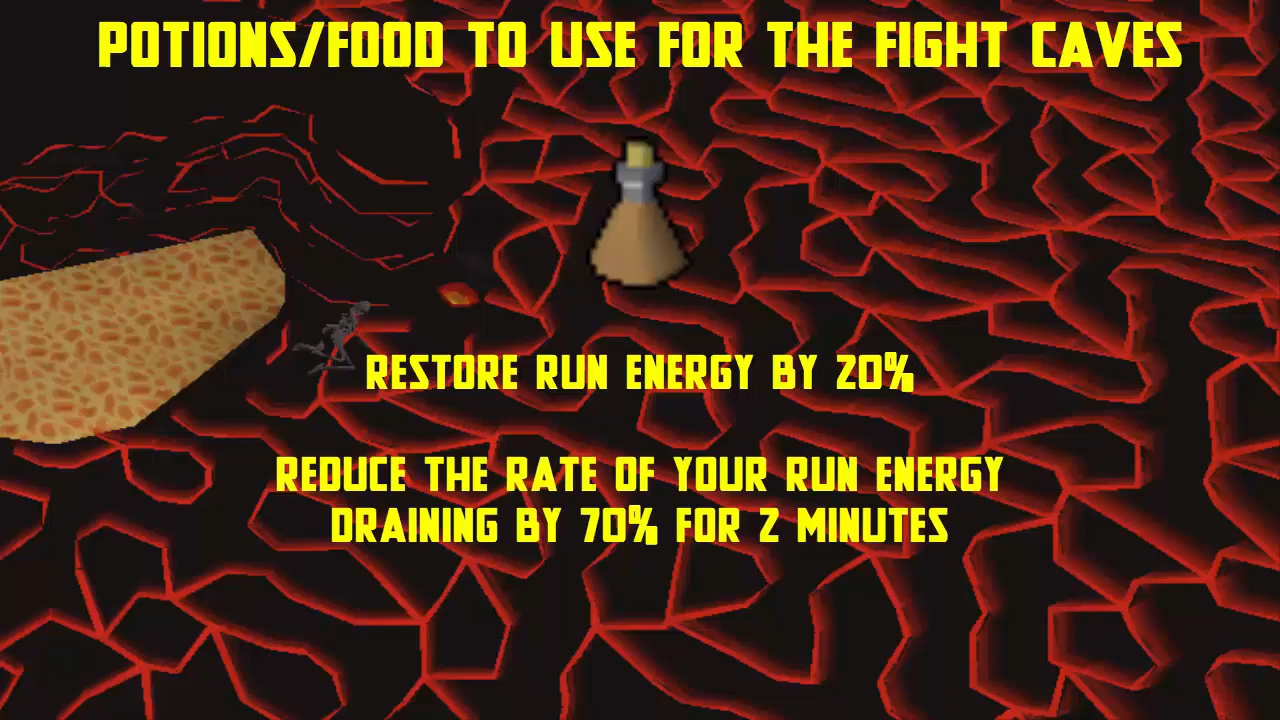 POTIONS/FOOD TO USE FOR THE FIGHT CAVES
RESTORE RUN ENERGY BY 20%
REDUCE THE RATE OF YOUR RUN ENERGY
DRAINING BY 70% FOR 2 MINUTES